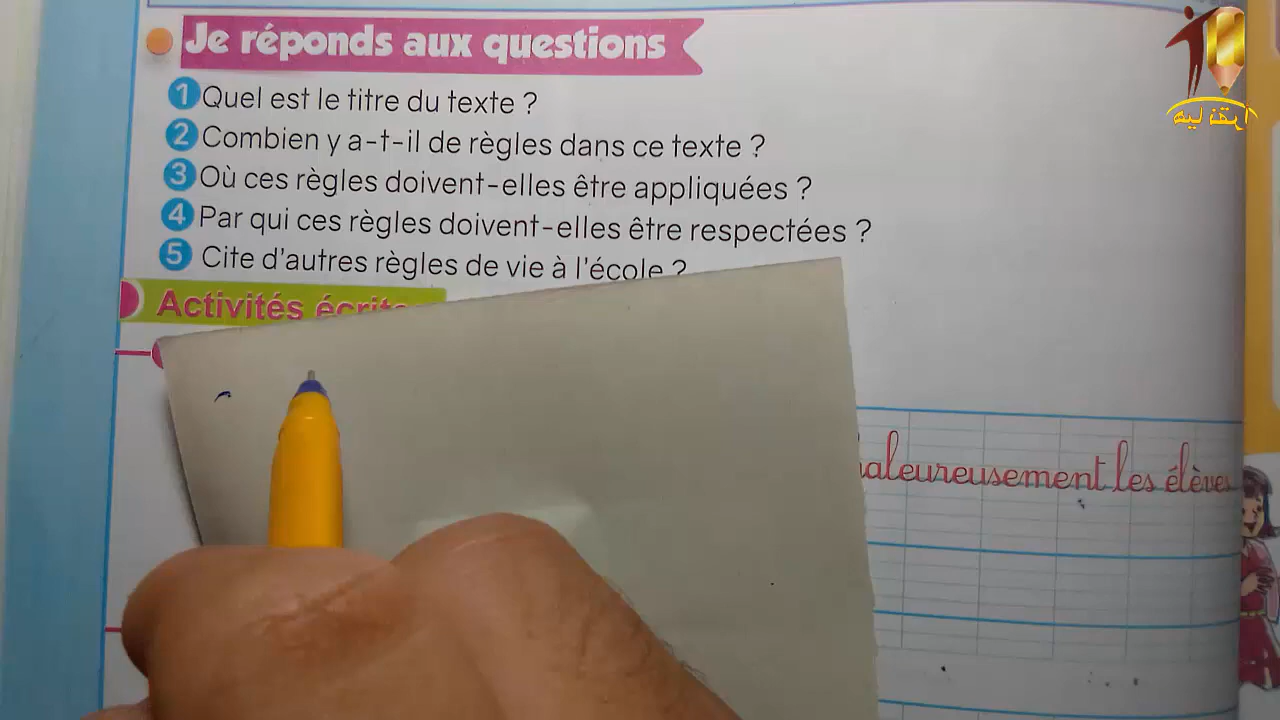 Je réponds aux questions
1 Quel est le titre du texte ?
2 Combien y a-t-il de règles dans ce texte ?
3 Où ces règles doivent-elles être appliquées ?
4 Par qui ces règles doivent-elles être respectées ?
5 Cite d'autres règles de vie à l'école ?
Activités écrites
haleureusement les élèves